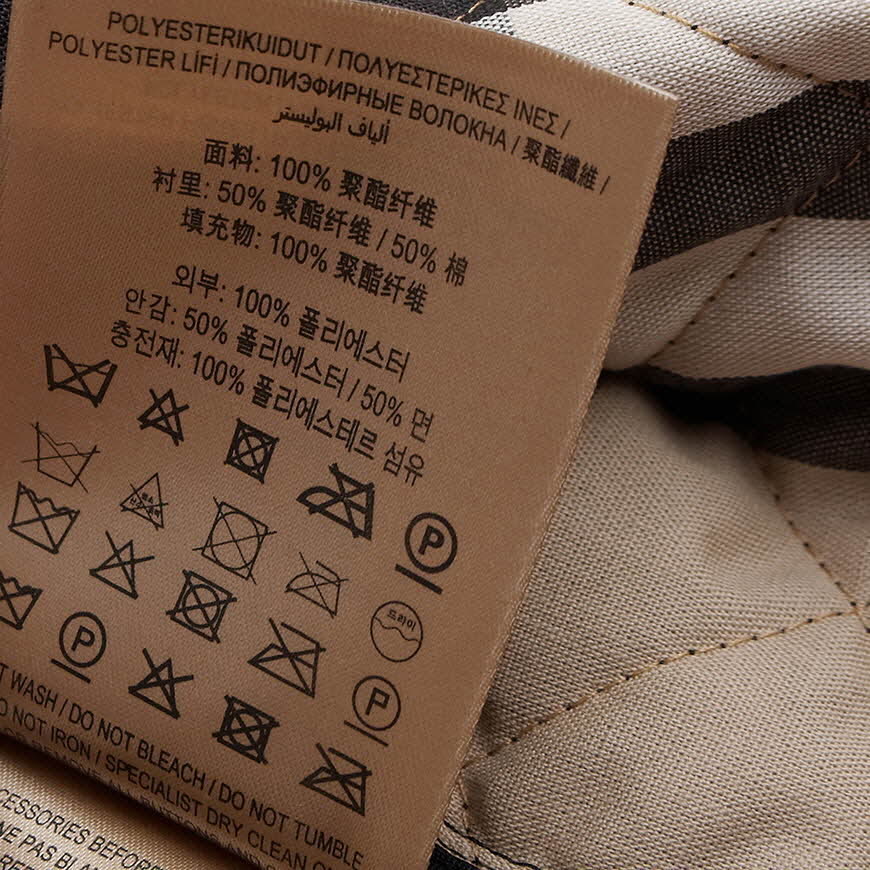 POLYESTERIKUIDUT / ΠΟΛΥΕΣΤΕΡΙΚΕΣ ΙΝΕΣ /
POLYESTER LİFİ / ПОЛИЭФИРНЫЕ ВОЛОКНА / 聚酯纖維 /
ألياف البوليستر
面料: 100% 聚酯纤维
衬里: 50% 聚酯纤维 / 50% 棉
填充物: 100% 聚酯纤维
외부: 100% 폴리에스터
안감: 50% 폴리에스터 / 50% 면
충전재: 100% 폴리에스테르 섬유
P
드라이
P
P
WASH / DO NOT BLEACH / DO NOT TUMBLE
NOT IRON / SPECIALIST DRY CLEAN
BEFORE
NE PAS